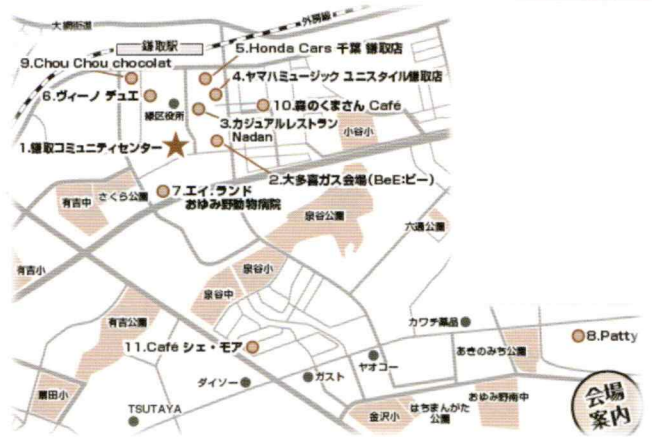 大網街道
外房線
鎌取駅
5.Honda Cars 千葉 鎌取店
9.Chou Chou chocolat
4.ヤマハミュージック ユニスタイル鎌取店
6.ヴィーノ デュエ
緑区役所
10.森のくまさん Café
3.カジュアルレストラン
Nadan
小谷小
1.鎌取コミュニティセンター
2.大多喜ガス会場(BeE:ビー)
有吉中
さくら公園
7.エイ.ランド
おゆみ野動物病院
泉谷公園
六通公園
有吉小
泉谷小
泉谷中
有吉公園
カワチ薬品
8.Patty
11.Café シェ・モア
あきのみち公園
ヤオコー
ダイソー
ガスト
扇田小
おゆみ野南中
はちまんがた
公園
金沢小
TSUTAYA
会場
案内